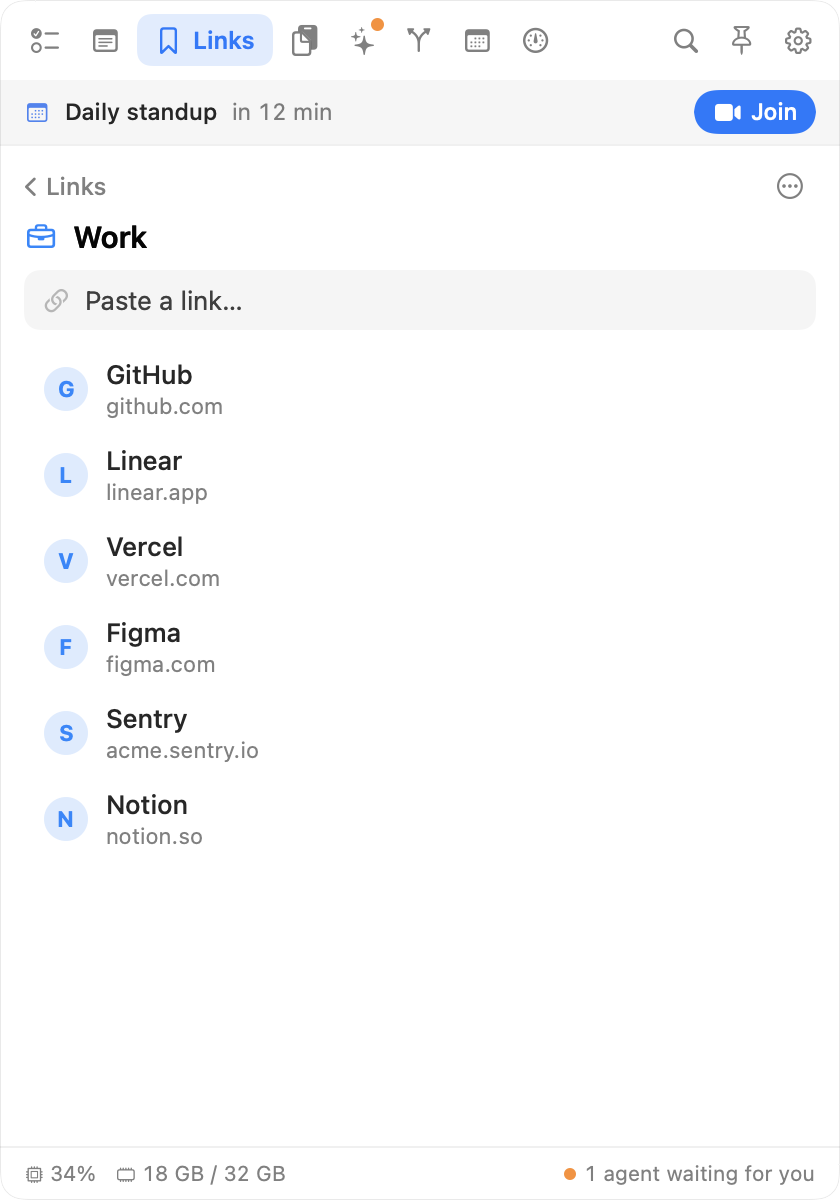 Links
Daily standup in 12 min
Join
Links
Work
Paste a link...
G
GitHub
github.com
L
Linear
linear.app
V
Vercel
vercel.com
F
Figma
figma.com
S
Sentry
acme.sentry.io
N
Notion
notion.so
34% 18 GB / 32 GB
1 agent waiting for you